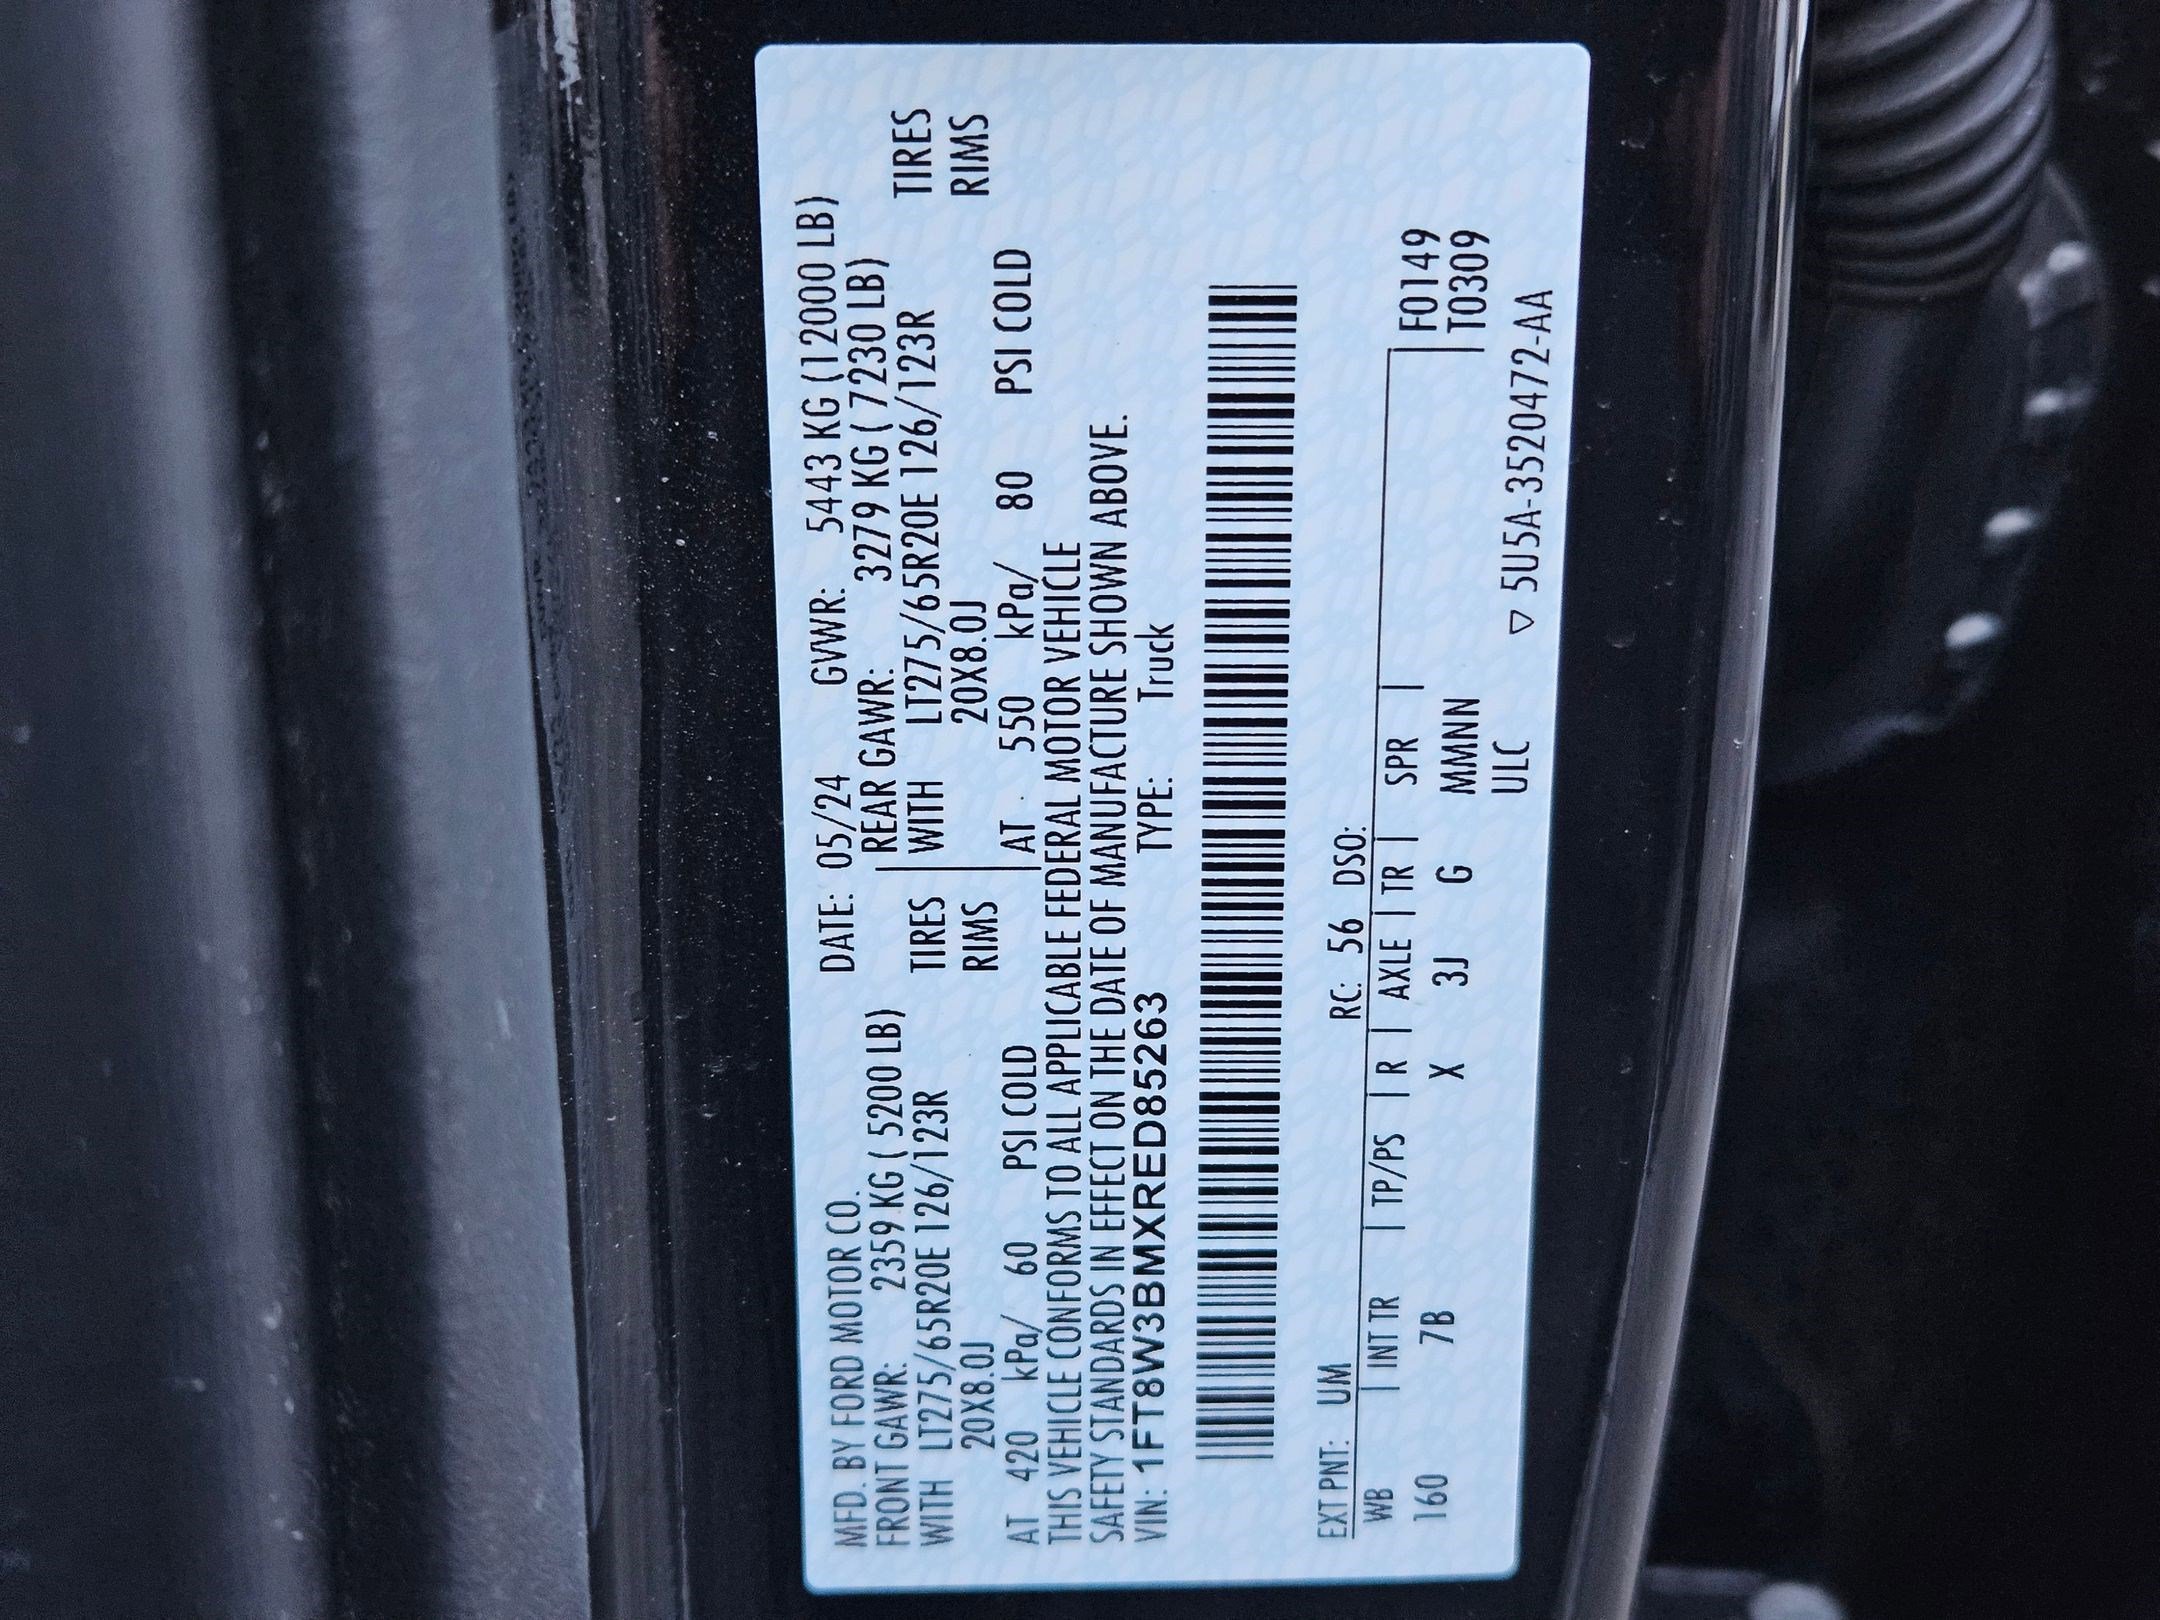 MFD. BY FORD MOTOR CO. DATE: 05/24 GVWR: 5443 KG (12000 LB)
FRONT GAWR: 2359 KG ( 5200 LB) REAR GAWR: 3279 KG ( 7230 LB)
WITH LT275/65R20E 126/123R TIRES WITH LT275/65R20E 126/123R TIRES
20X8.0J RIMS 20X8.0J RIMS
AT 420 kPa/ 60 PSI COLD AT 550 kPa/ 80 PSI COLD
THIS VEHICLE CONFORMS TO ALL APPLICABLE FEDERAL MOTOR VEHICLE
SAFETY STANDARDS IN EFFECT ON THE DATE OF MANUFACTURE SHOWN ABOVE.
VIN: 1FT8W3BMXRED85263 TYPE: Truck
EXT PNT: UM RC: 56 DSO:
WB | INT TR | TP/PS | R | AXLE | TR | SPR | F0149
160 7B X 3J G MMNN T0309
ULC
▽ 5U5A-3520472-AA